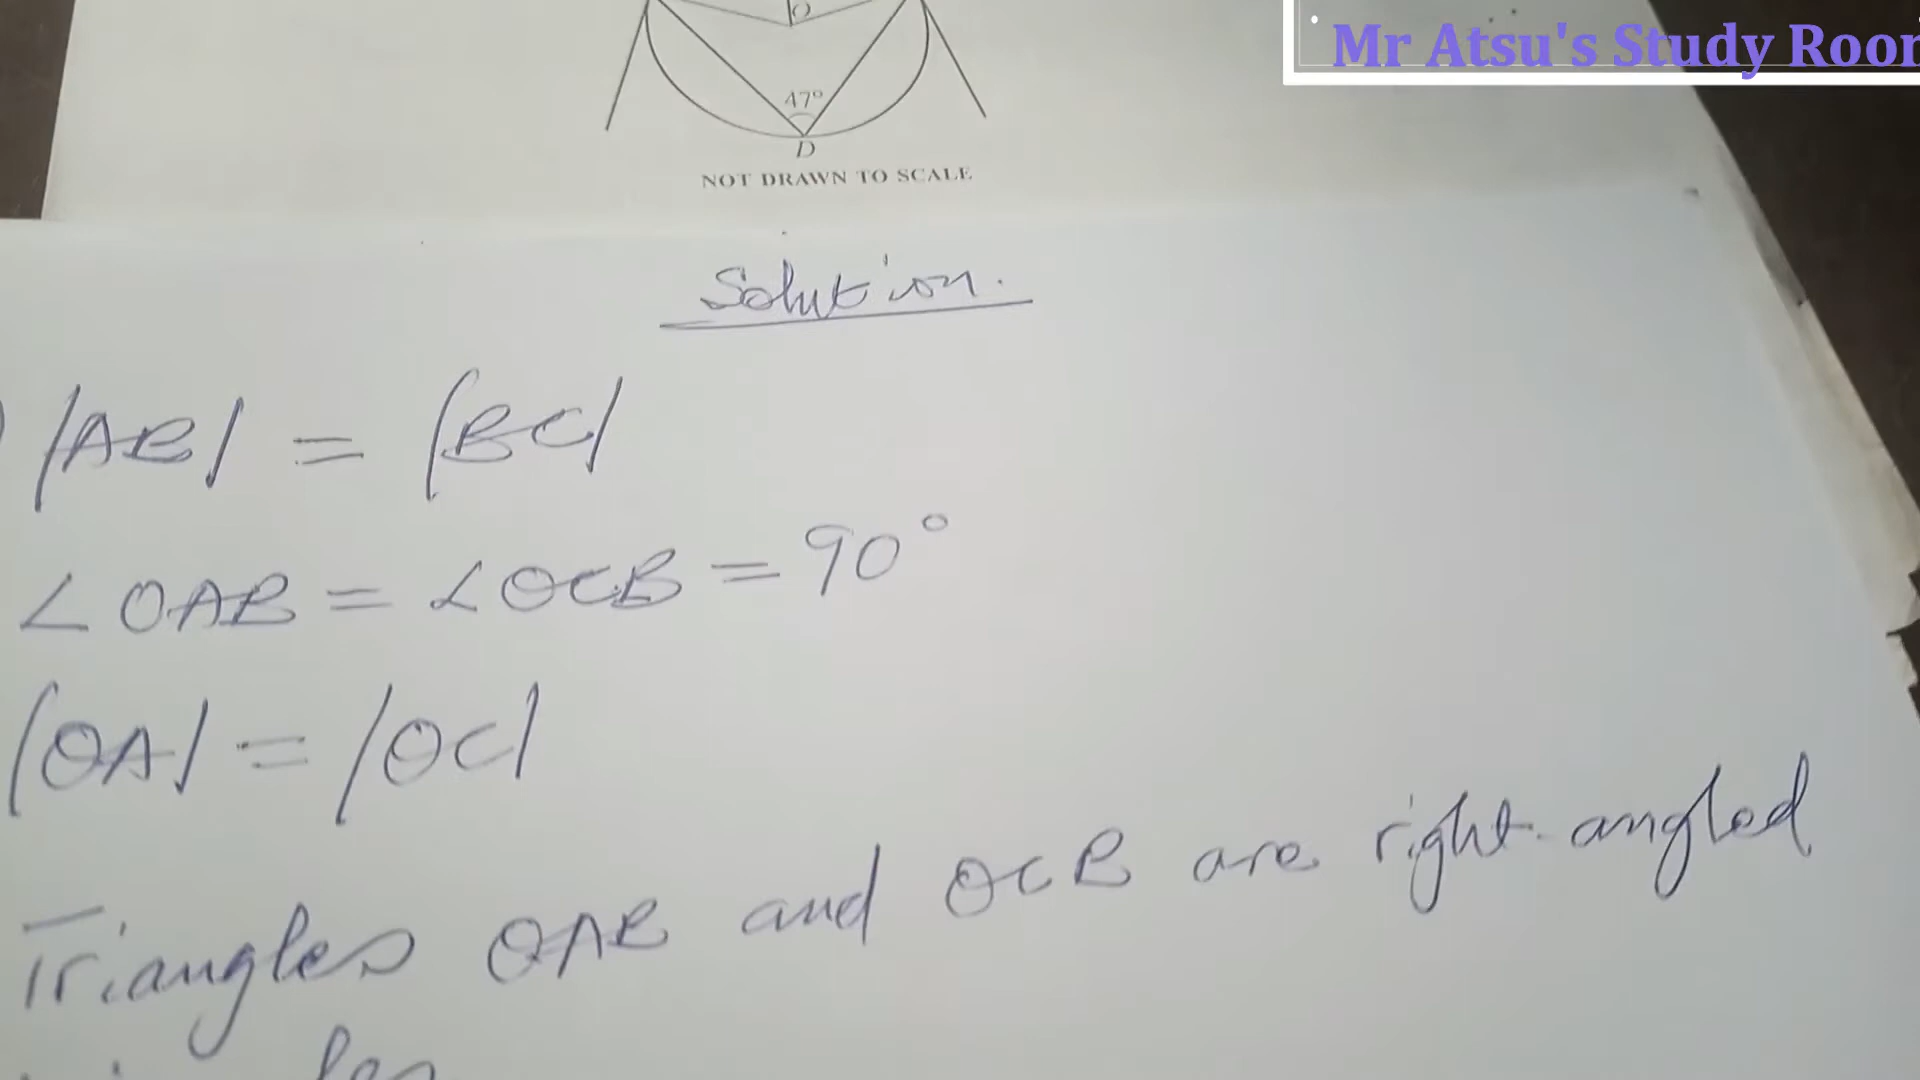 Mr Atsu's Study Roo
O
47°
D
NOT DRAWN TO SCALE
Solution.
|AB| = |BC|
∠OAB = ∠OCB = 90°
|OA| = |OC|
Triangles OAB and OCB are right-angled